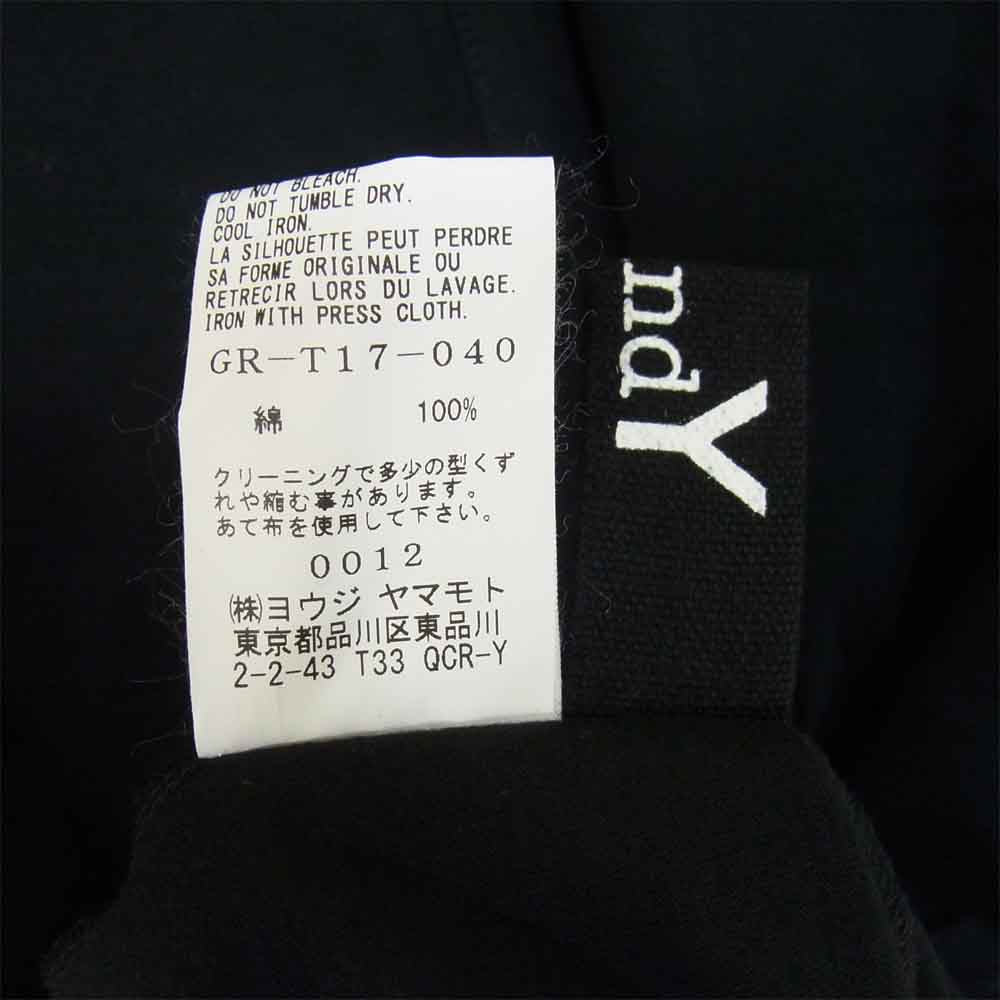 DO NOT BLEACH.
DO NOT TUMBLE DRY.
COOL IRON.
LA SILHOUETTE PEUT PERDRE
SA FORME ORIGINALE OU
RETRECIR LORS DU LAVAGE.
IRON WITH PRESS CLOTH.
GR-T17-040
綿 100%
クリーニングで多少の型くず
れや縮む事があります。
あて布を使用して下さい。
0012
㈱ヨウジ ヤマモト
東京都品川区東品川
2-2-43 T33 QCR-Y
ndY